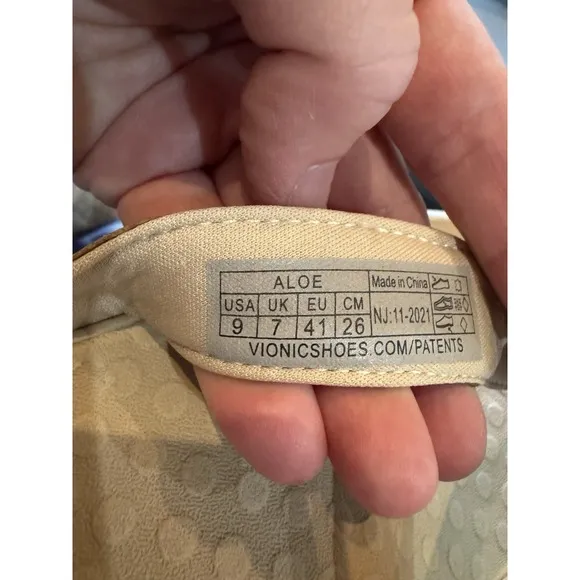 ALOE Made in China
USA UK EU CM
9 7 41 26 NJ:11-2021
VIONICSHOES.COM/PATENTS